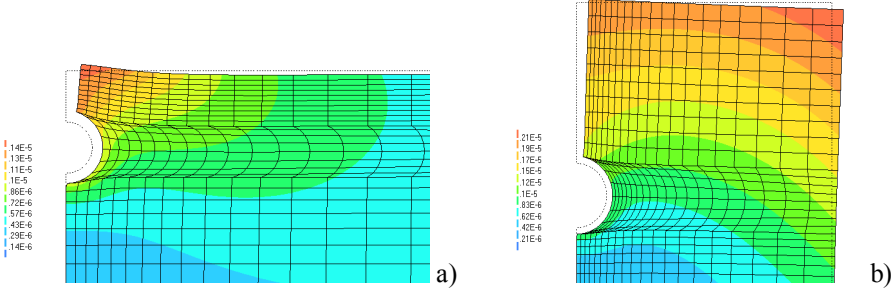 .14E-5
.13E-5
.11E-5
.1E-5
.86E-6
.72E-6
.57E-6
.43E-6
.29E-6
.14E-6
a)
.21E-5
.19E-5
.17E-5
.15E-5
.12E-5
.1E-5
.83E-6
.62E-6
.42E-6
.21E-6
b)